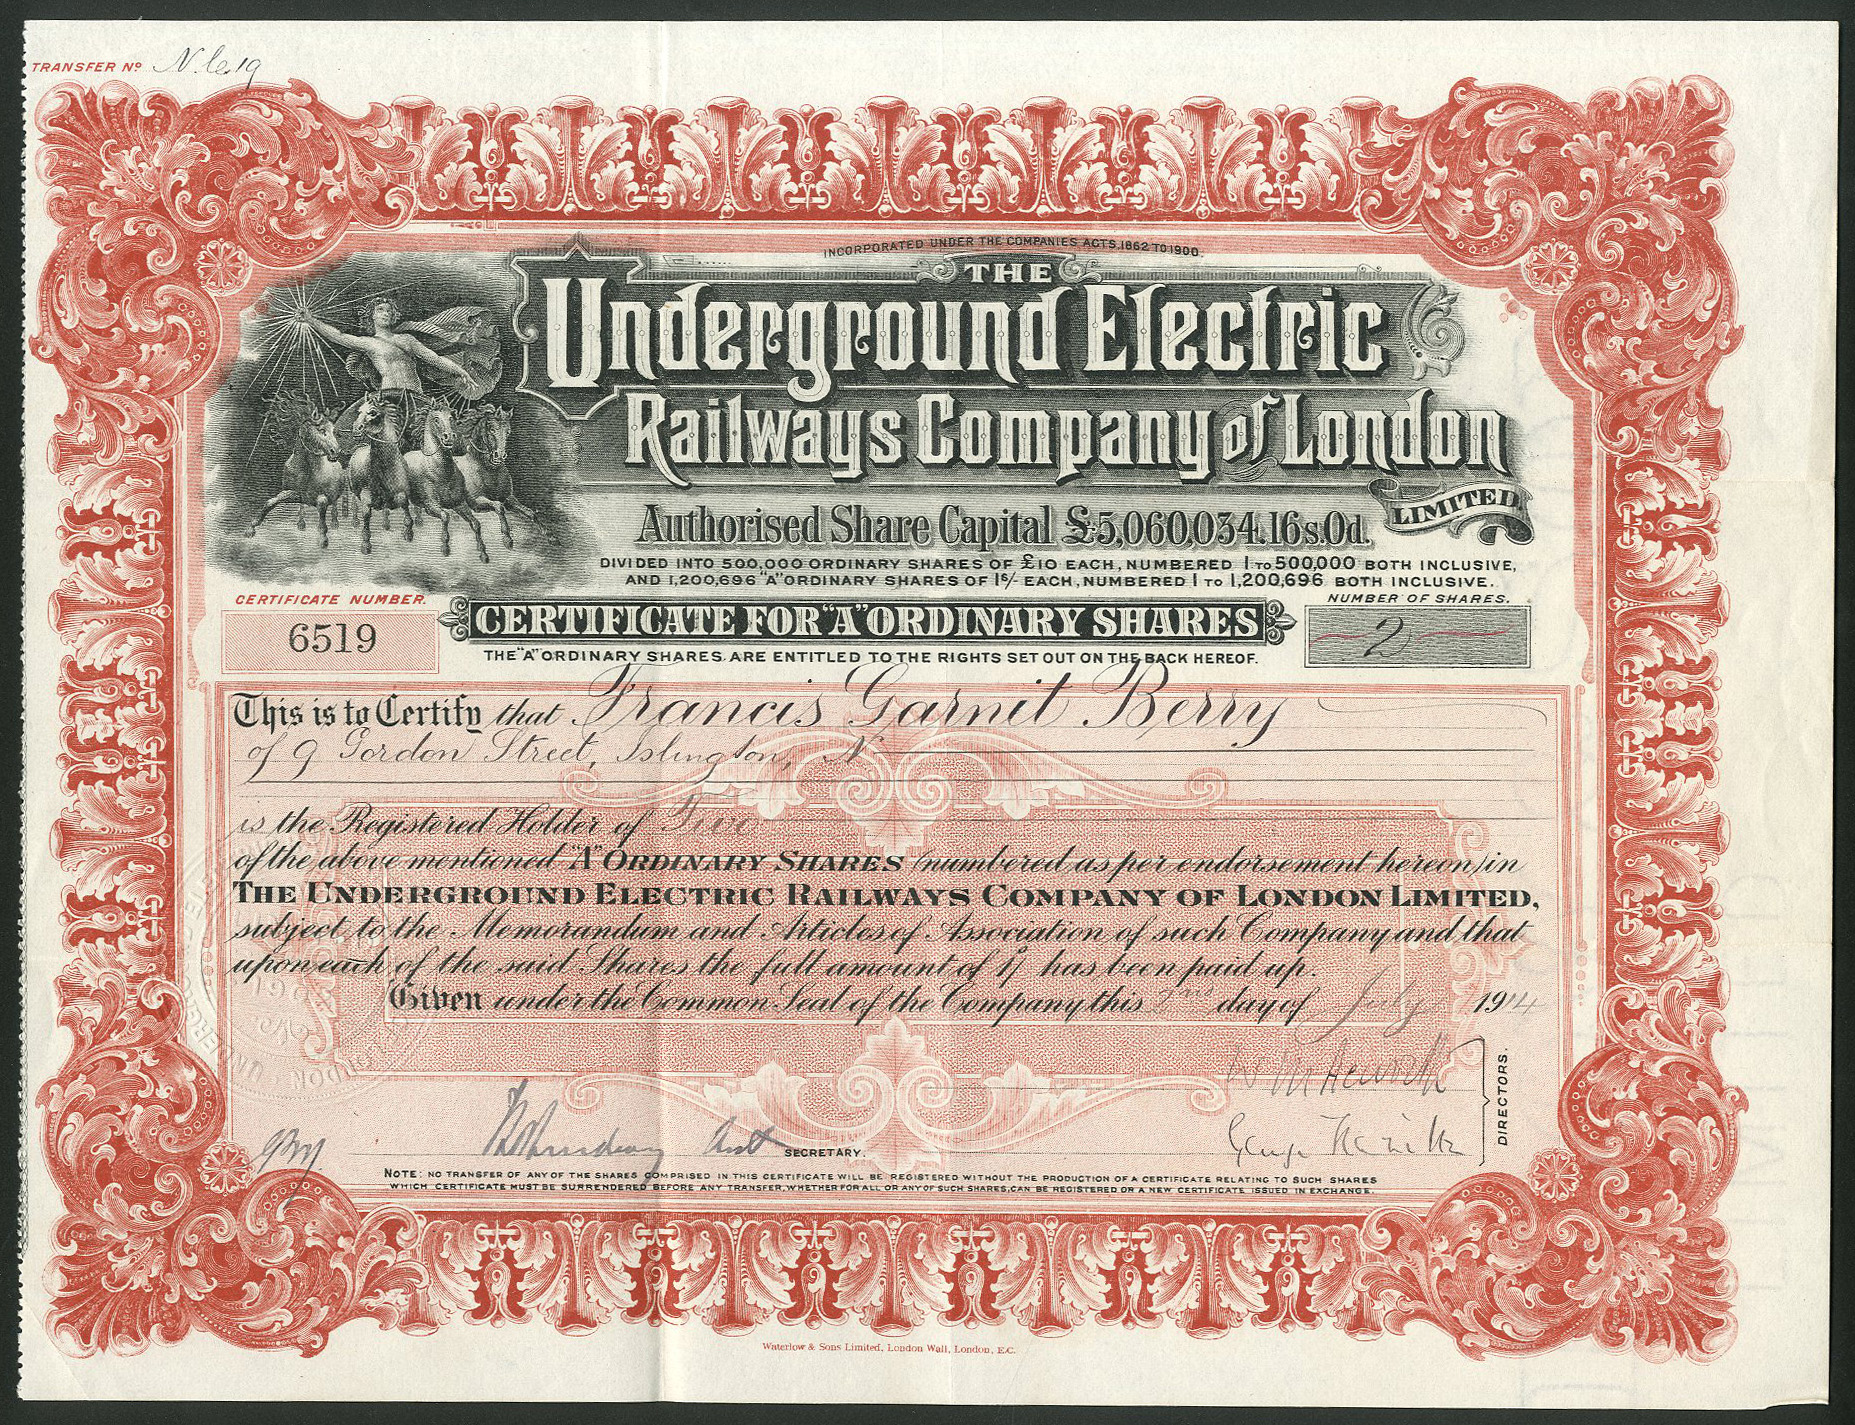 TRANSFER Nº N.C.19
INCORPORATED UNDER THE COMPANIES ACTS, 1862 TO 1900.
THE
Underground Electric
Railways Company of London
LIMITED.
Authorised Share Capital £5,060,034.16s.0d.
DIVIDED INTO 500,000 ORDINARY SHARES OF £10 EACH, NUMBERED 1 TO 500,000 BOTH INCLUSIVE,
AND 1,200,696 "A" ORDINARY SHARES OF 1S/- EACH, NUMBERED 1 TO 1,200,696 BOTH INCLUSIVE.
CERTIFICATE NUMBER.
6519
CERTIFICATE FOR "A" ORDINARY SHARES
NUMBER OF SHARES.
2
THE "A" ORDINARY SHARES ARE ENTITLED TO THE RIGHTS SET OUT ON THE BACK HEREOF.
This is to Certify that Francis Garnit Berry
of 9 Gordon Street, Islington, N
is the Registered Holder of Two
of the above mentioned "A" ORDINARY SHARES (numbered as per endorsement hereon) in
THE UNDERGROUND ELECTRIC RAILWAYS COMPANY OF LONDON LIMITED,
subject to the Memorandum and Articles of Association of such Company and that
upon each of the said Shares the full amount of 1/ has been paid up.
Given under the Common Seal of the Company this day of July 1914
DIRECTORS.
SECRETARY.
NOTE: NO TRANSFER OF ANY OF THE SHARES COMPRISED IN THIS CERTIFICATE WILL BE REGISTERED WITHOUT THE PRODUCTION OF A CERTIFICATE RELATING TO SUCH SHARES
WHICH CERTIFICATE MUST BE SURRENDERED BEFORE ANY TRANSFER, WHETHER FOR ALL OR ANY OF SUCH SHARES, CAN BE REGISTERED OR A NEW CERTIFICATE ISSUED IN EXCHANGE.
Waterlow & Sons Limited, London Wall, London, E.C.